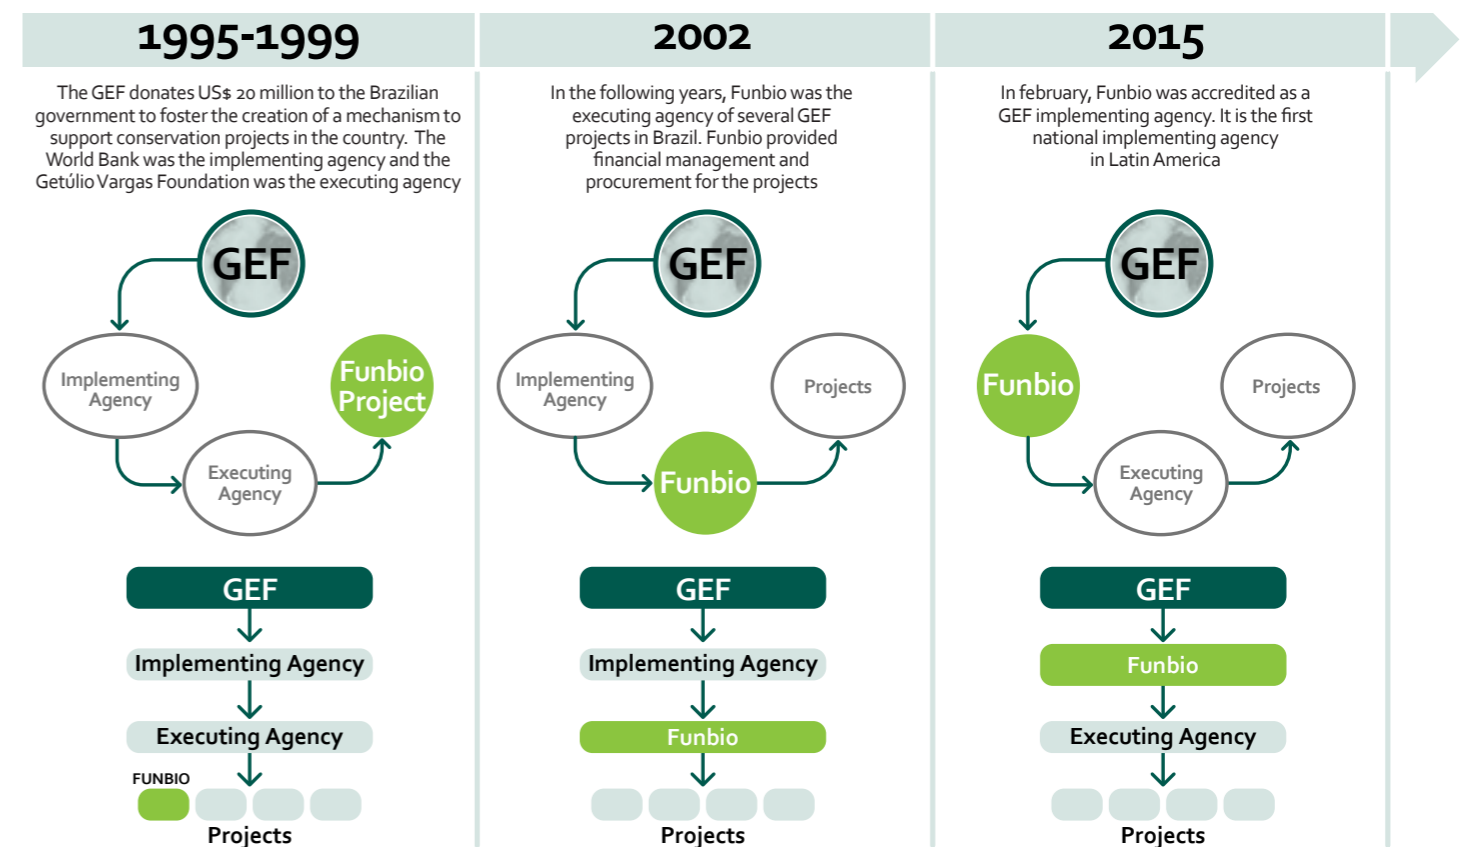 1995-1999
The GEF donates US$ 20 million to the Brazilian
government to foster the creation of a mechanism to
support conservation projects in the country. The
World Bank was the implementing agency and the
Getúlio Vargas Foundation was the executing agency
GEF
Implementing
Agency
Funbio
Project
Executing
Agency
GEF
Implementing Agency
Executing Agency
FUNBIO
Projects
2002
In the following years, Funbio was the
executing agency of several GEF
projects in Brazil. Funbio provided
financial management and
procurement for the projects
GEF
Implementing
Agency
Projects
Funbio
GEF
Implementing Agency
Funbio
Projects
2015
In february, Funbio was accredited as a
GEF implementing agency. It is the first
national implementing agency
in Latin America
GEF
Funbio
Projects
Executing
Agency
GEF
Funbio
Executing Agency
Projects